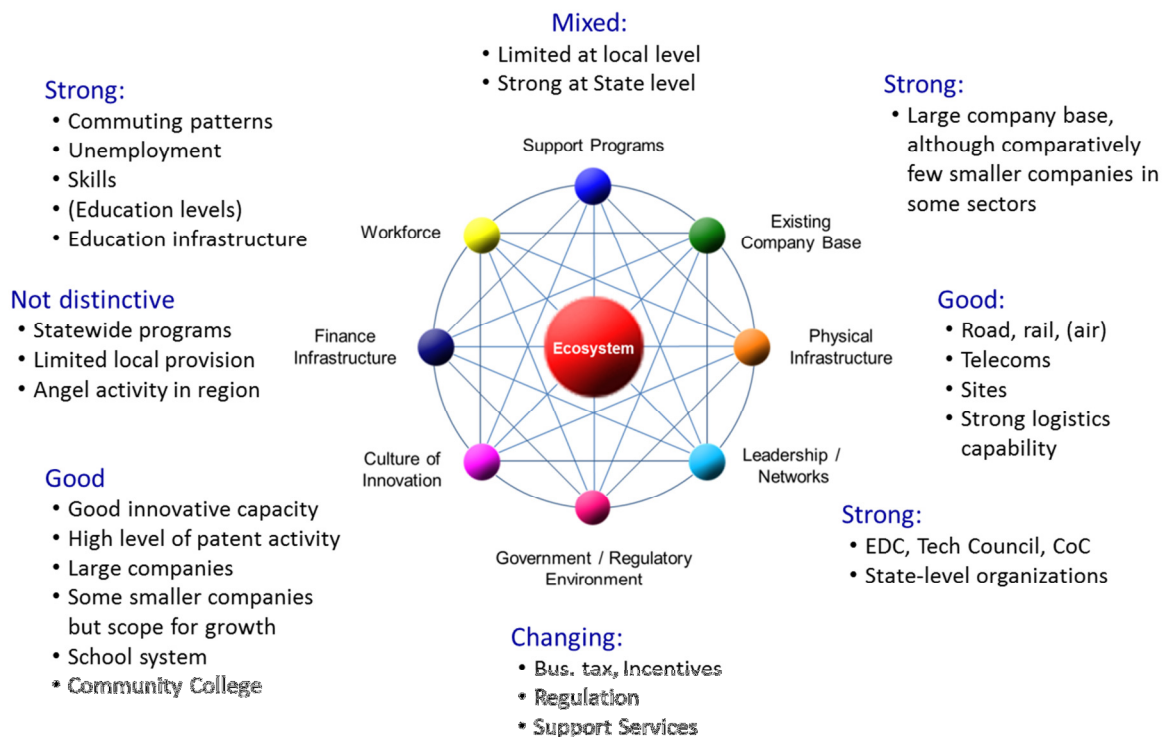 Mixed:
• Limited at local level
• Strong at State level
Strong:
• Commuting patterns
• Unemployment
• Skills
• (Education levels)
• Education infrastructure
Strong:
• Large company base,
although comparatively
few smaller companies in
some sectors
Support Programs
Workforce
Existing
Company Base
Not distinctive
• Statewide programs
• Limited local provision
• Angel activity in region
Finance
Infrastructure
Ecosystem
Physical
Infrastructure
Good:
• Road, rail, (air)
• Telecoms
• Sites
• Strong logistics
capability
Culture of
Innovation
Leadership /
Networks
Good
• Good innovative capacity
• High level of patent activity
• Large companies
• Some smaller companies
but scope for growth
• School system
• Community College
Government / Regulatory
Environment
Strong:
• EDC, Tech Council, CoC
• State-level organizations
Changing:
• Bus. tax, Incentives
• Regulation
• Support Services